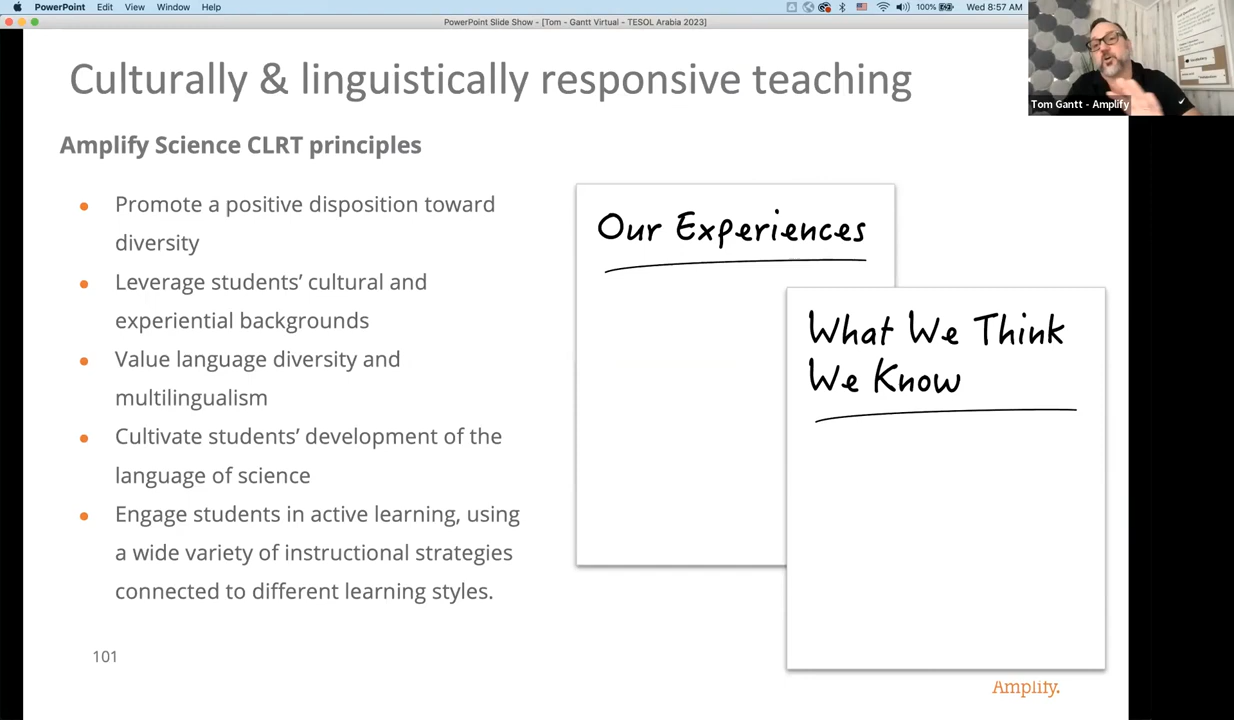 PowerPoint Edit View Window Help
100% Wed 8:57 AM
PowerPoint Slide Show - [Tom - Gantt Virtual - TESOL Arabia 2023]
Culturally & linguistically responsive teaching
Tom Gantt - Amplify
Amplify Science CLRT principles
Promote a positive disposition toward
diversity
Leverage students’ cultural and
experiential backgrounds
Value language diversity and
multilingualism
Cultivate students’ development of the
language of science
Engage students in active learning, using
a wide variety of instructional strategies
connected to different learning styles.
Our Experiences
What We Think
We Know
101
Amplify.